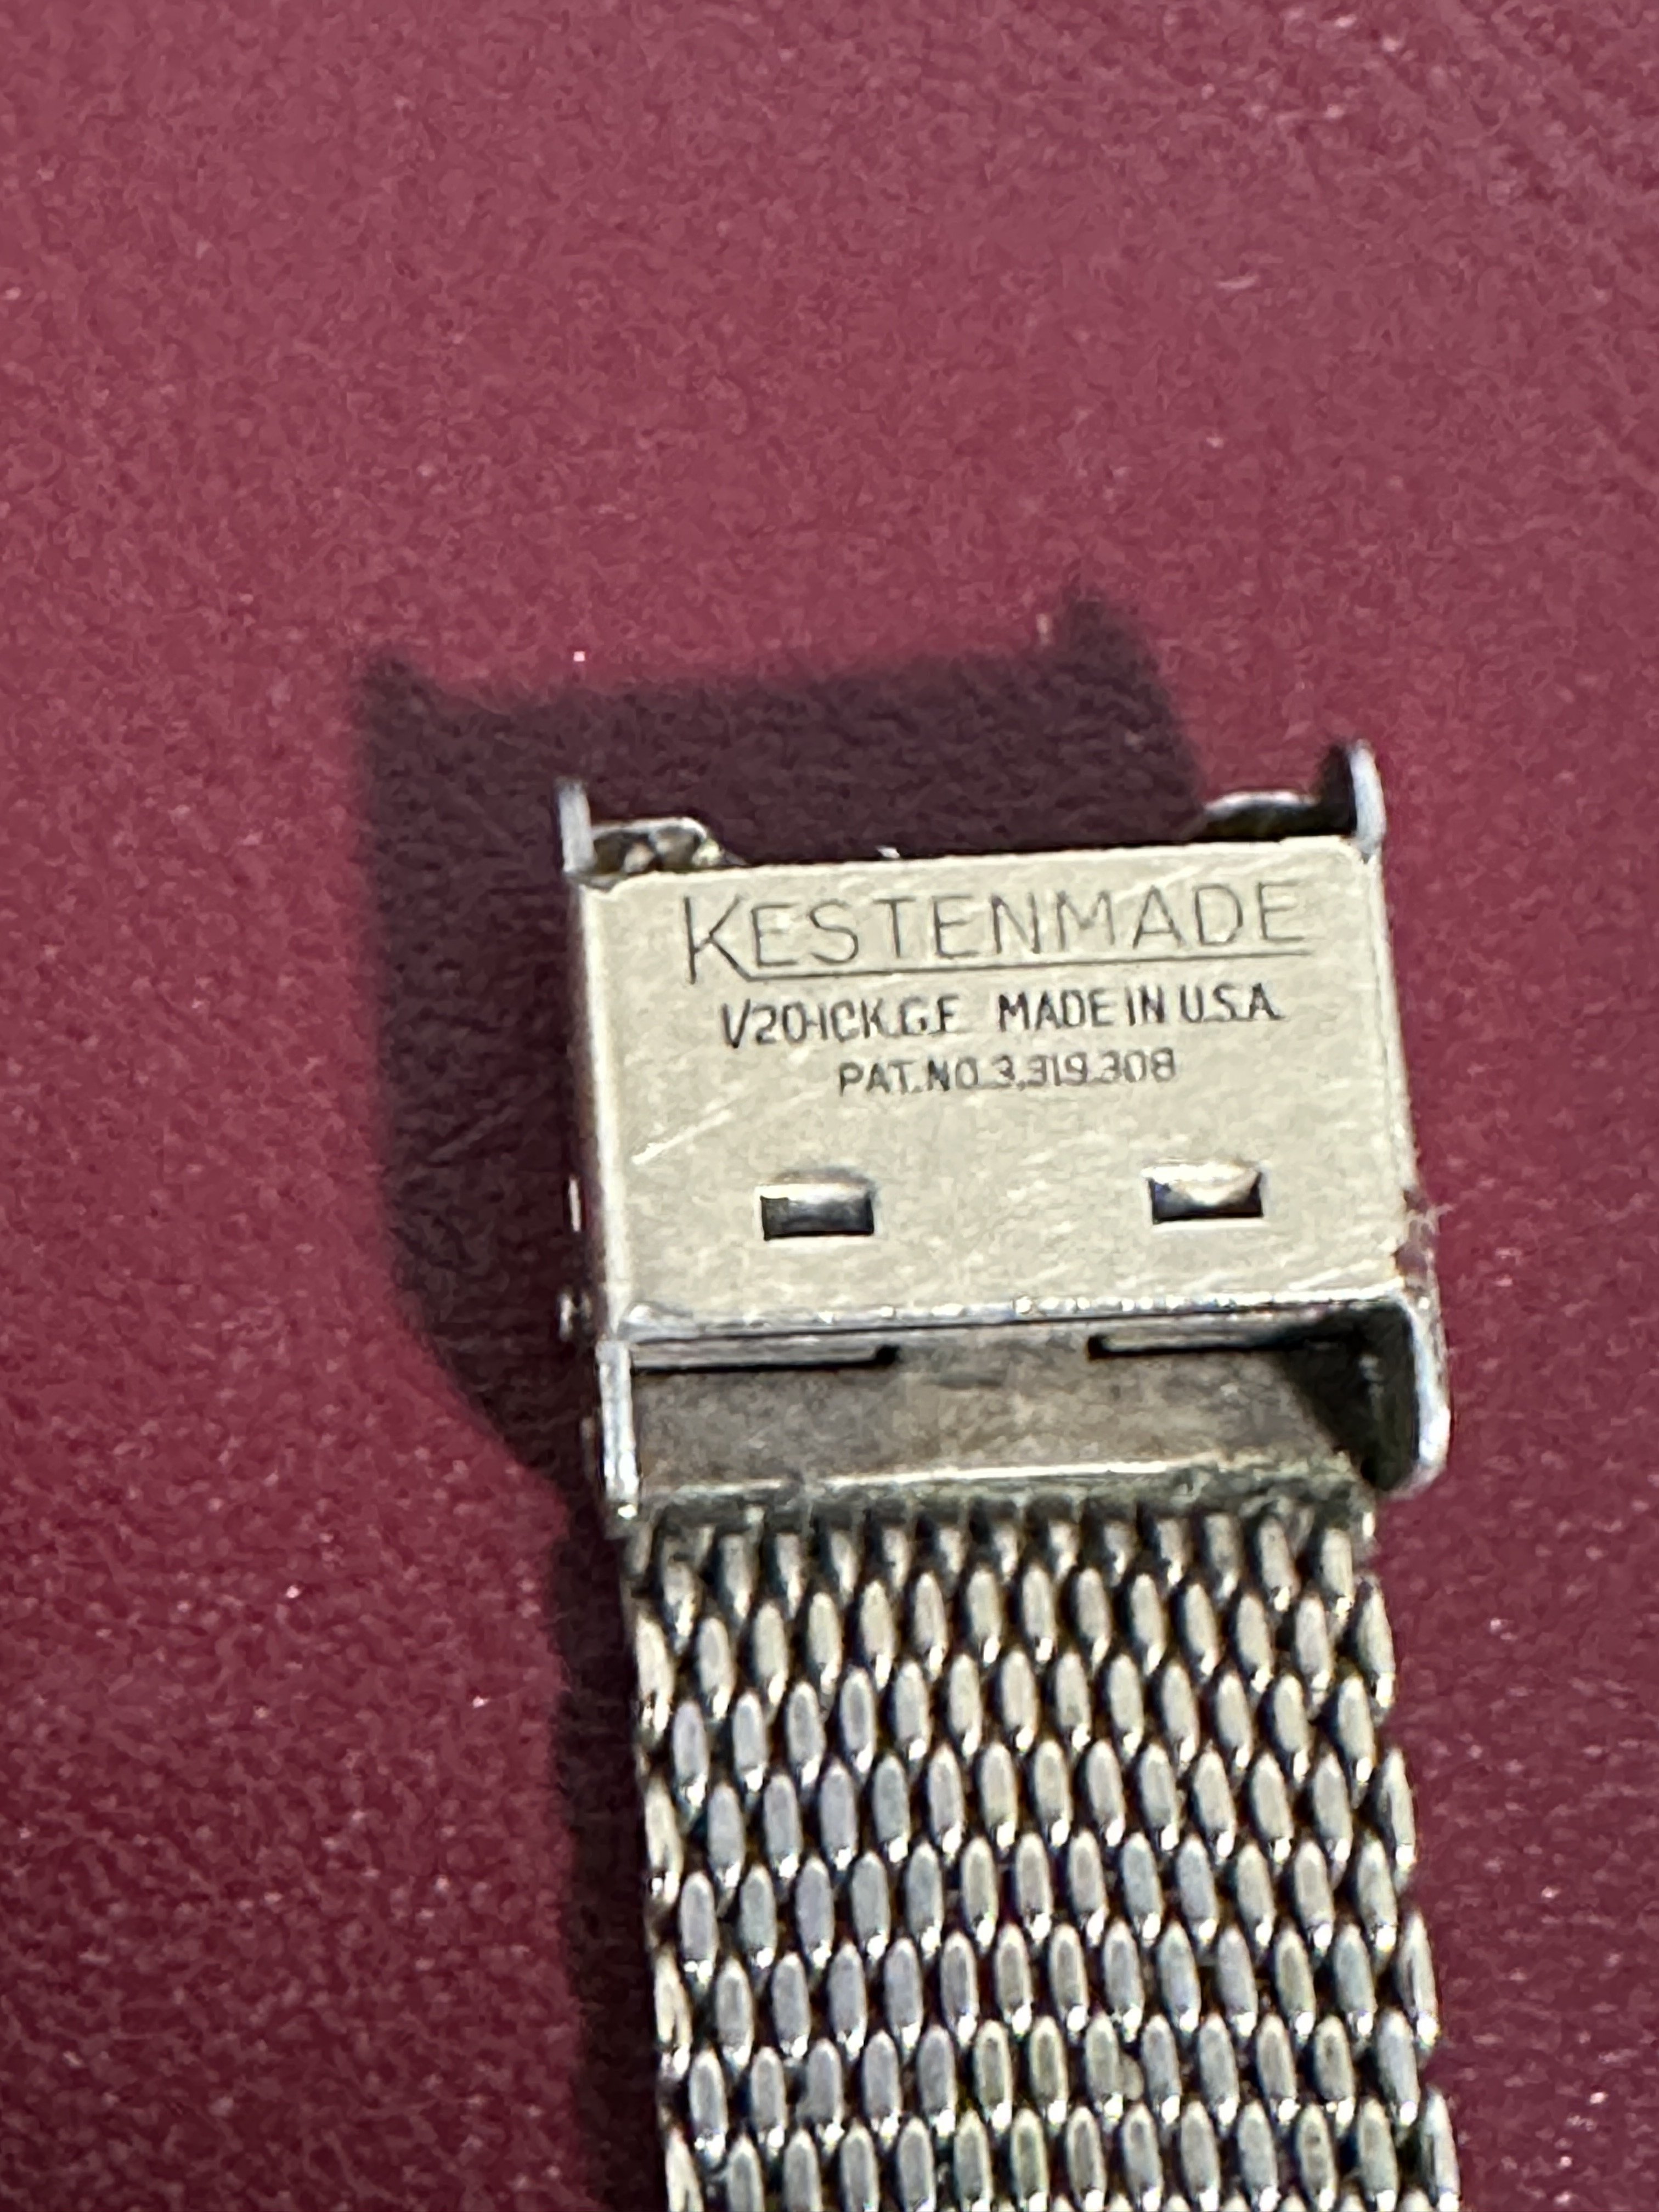 KESTENMADE
1/20-10K.G.F. MADE IN U.S.A.
PAT. NO. 3,319,308